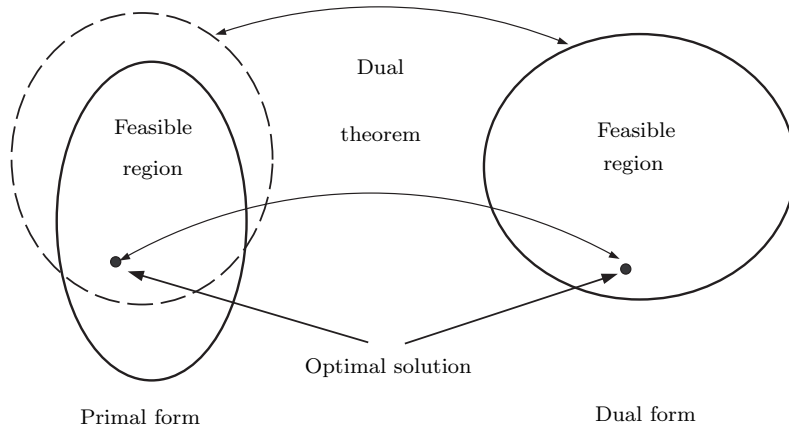 Dual
theorem
Feasible
region
Feasible
region
Optimal solution
Primal form
Dual form